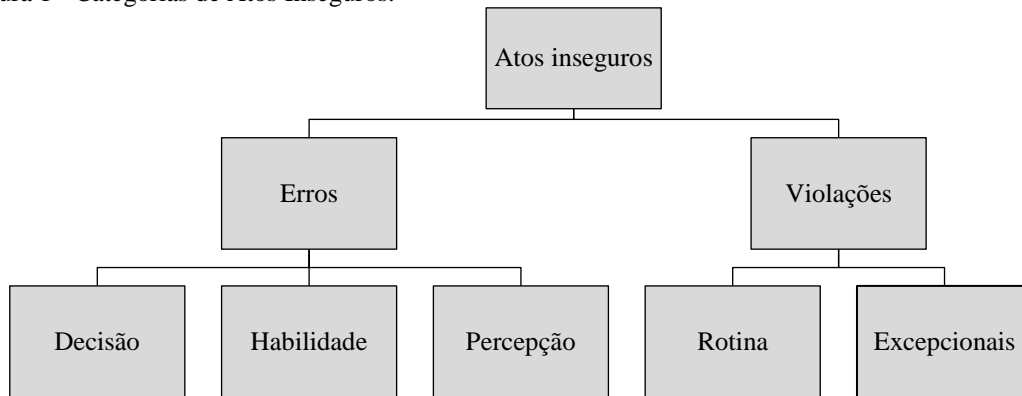 Categorias de Atos Inseguros.
Atos inseguros
Erros
Violações
Decisão
Habilidade
Percepção
Rotina
Excepcionais